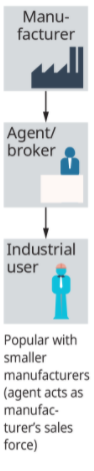 Manu-
facturer
Agent/
broker
Industrial
user
Popular with
smaller
manufacturers
(agent acts as
manufac-
turer's sales
force)